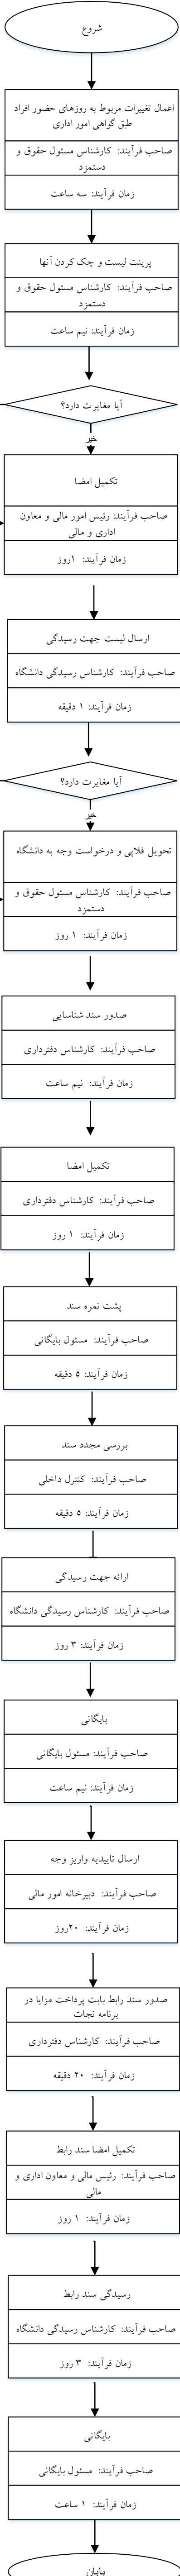 شروع
اعمال تغییرات مربوط به روزهای حضور افراد
طبق گواهی امور اداری
صاحب فرآیند: کارشناس مسئول حقوق و
دستمزد
زمان فرآیند: سه ساعت
پرینت لیست و چک کردن آنها
صاحب فرآیند: کارشناس مسئول حقوق و
دستمزد
زمان فرآیند: نیم ساعت
آیا مغایرت دارد؟
خیر
تکمیل امضا
صاحب فرآیند: رئیس امور مالی و معاون
اداری و مالی
زمان فرآیند: ۱روز
ارسال لیست جهت رسیدگی
صاحب فرآیند: کارشناس رسیدگی دانشگاه
زمان فرآیند: ۱ دقیقه
آیا مغایرت دارد؟
خیر
تحویل فلاپی و درخواست وجه به دانشگاه
صاحب فرآیند: کارشناس مسئول حقوق و
دستمزد
زمان فرآیند: ۱ روز
صدور سند شناسایی
صاحب فرآیند: کارشناس دفترداری
زمان فرآیند: نیم ساعت
تکمیل امضا
صاحب فرآیند: کارشناس دفترداری
زمان فرآیند: ۱ روز
پشت نمره سند
صاحب فرآیند: مسئول بایگانی
زمان فرآیند: ۵ دقیقه
بررسی مجدد سند
صاحب فرآیند: کنترل داخلی
زمان فرآیند: ۵ دقیقه
ارائه جهت رسیدگی
صاحب فرآیند: کارشناس رسیدگی دانشگاه
زمان فرآیند: ۳ روز
بایگانی
صاحب فرآیند: مسئول بایگانی
زمان فرآیند: نیم ساعت
ارسال تاییدیه واریز وجه
صاحب فرآیند: دبیرخانه امور مالی
زمان فرآیند: ۲۰روز
صدور سند رابط بابت پرداخت مزایا در
برنامه نجات
صاحب فرآیند: کارشناس دفترداری
زمان فرآیند: ۲۰ دقیقه
تکمیل امضا سند رابط
صاحب فرآیند: رئیس مالی و معاون اداری و
مالی
زمان فرآیند: ۱ روز
رسیدگی سند رابط
صاحب فرآیند: کارشناس رسیدگی دانشگاه
زمان فرآیند: ۳ روز
بایگانی
صاحب فرآیند: مسئول بایگانی
زمان فرآیند: ۱ ساعت
پایان